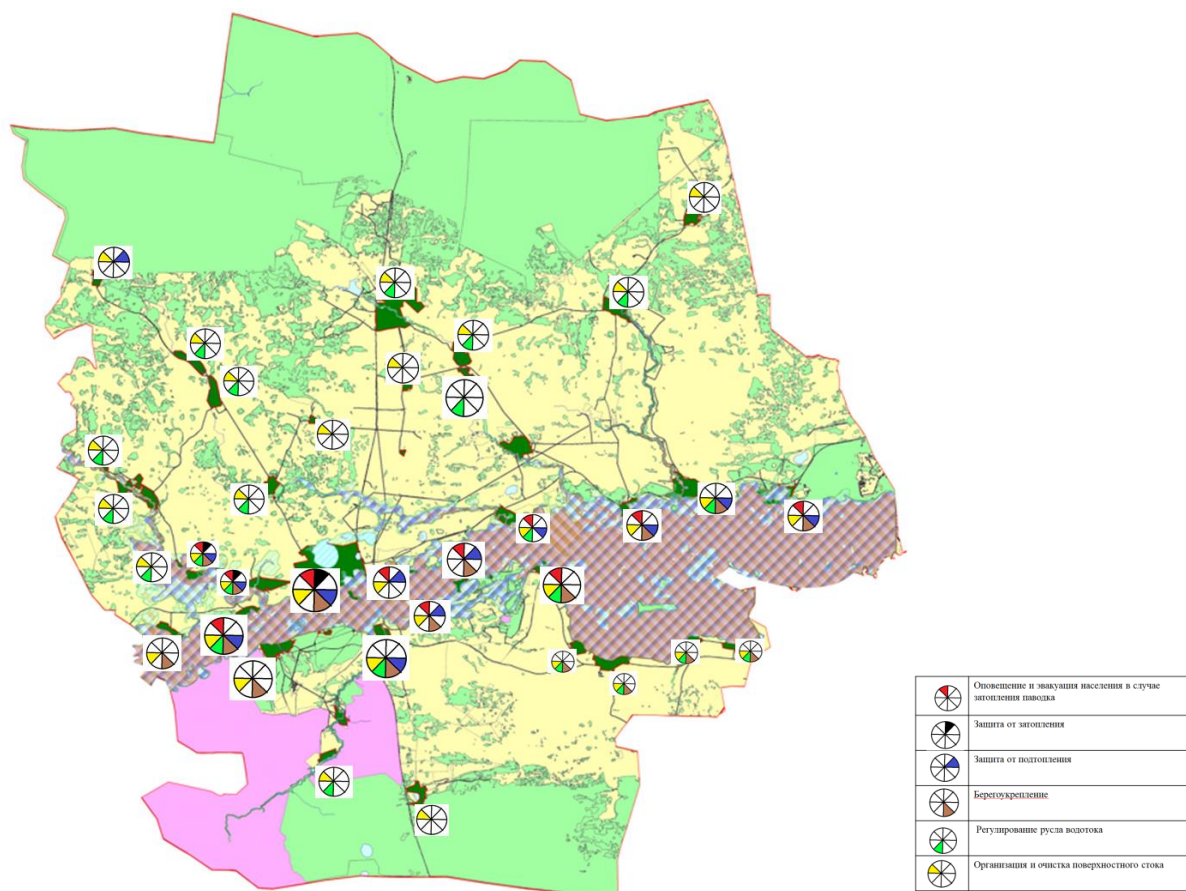 Оповещение и эвакуация населения в случае
затопления паводка
Защита от затопления
Защита от подтопления
Берегоукрепление
Регулирование русла водотока
Организация и очистка поверхностного стока